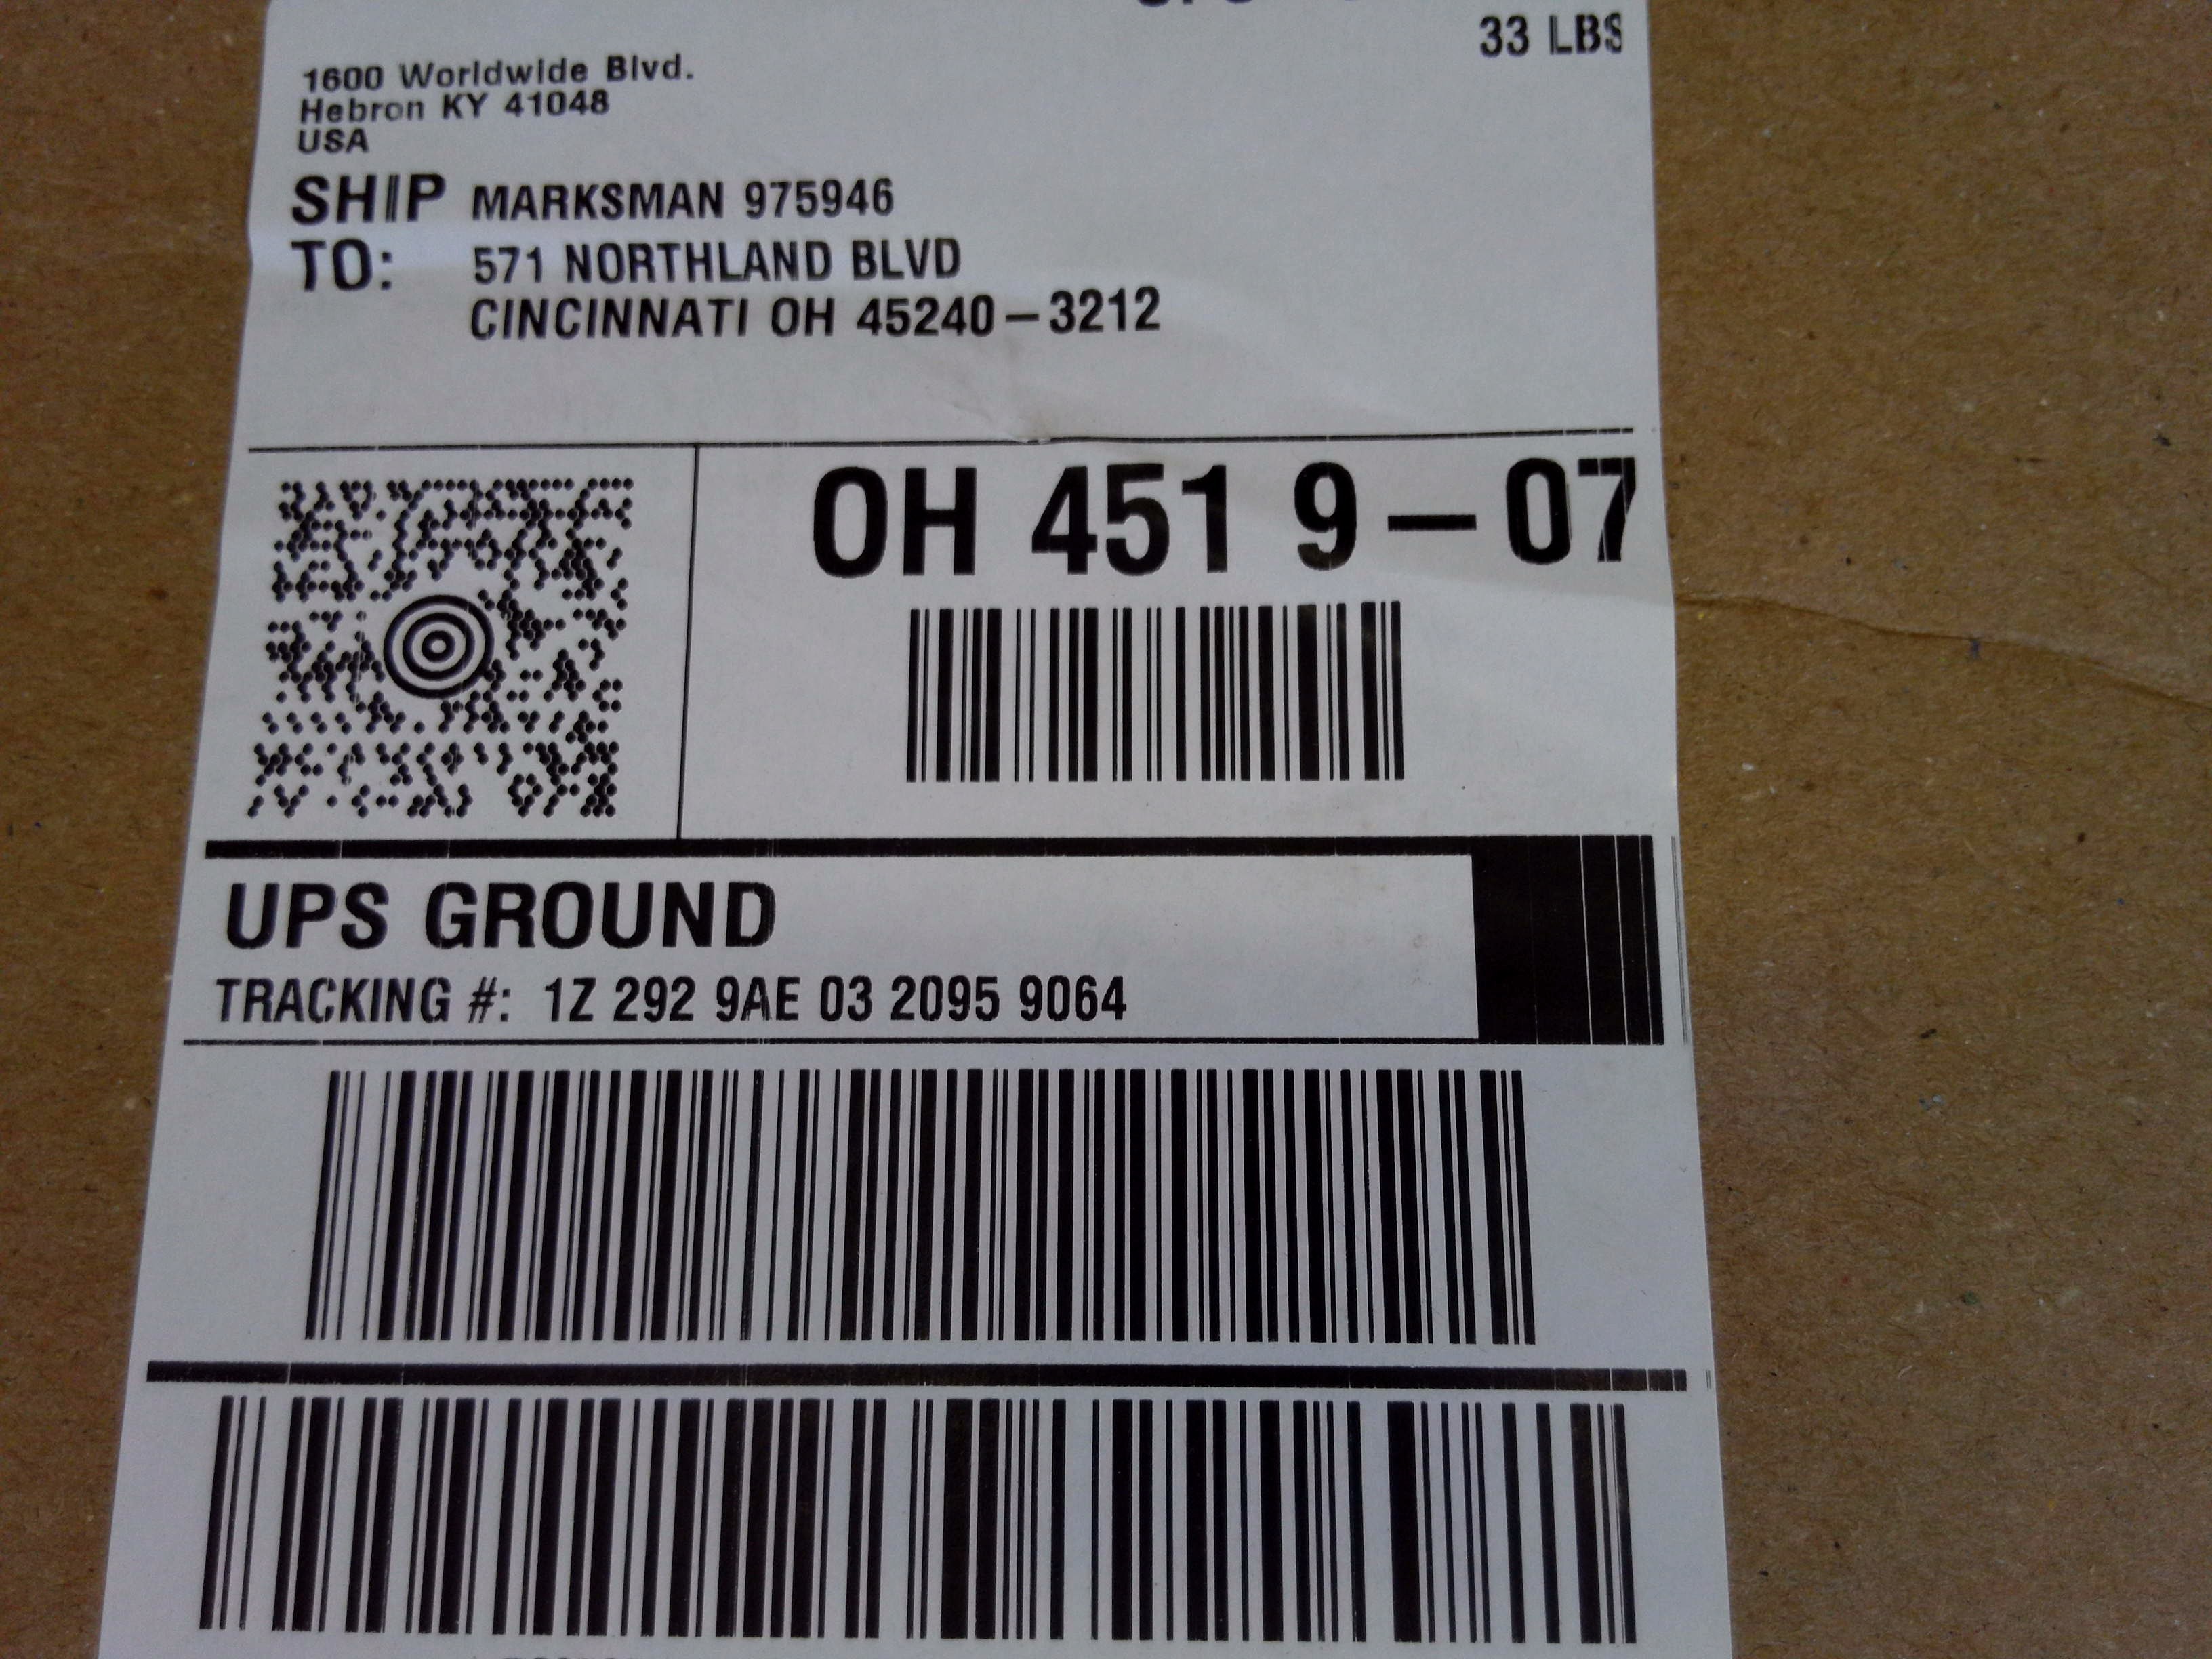 33 LBS
1600 Worldwide Blvd.
Hebron KY 41048
USA
SHIP MARKSMAN 975946
TO: 571 NORTHLAND BLVD
CINCINNATI OH 45240-3212
OH 451 9-07
UPS GROUND
TRACKING #: 1Z 292 9AE 03 2095 9064